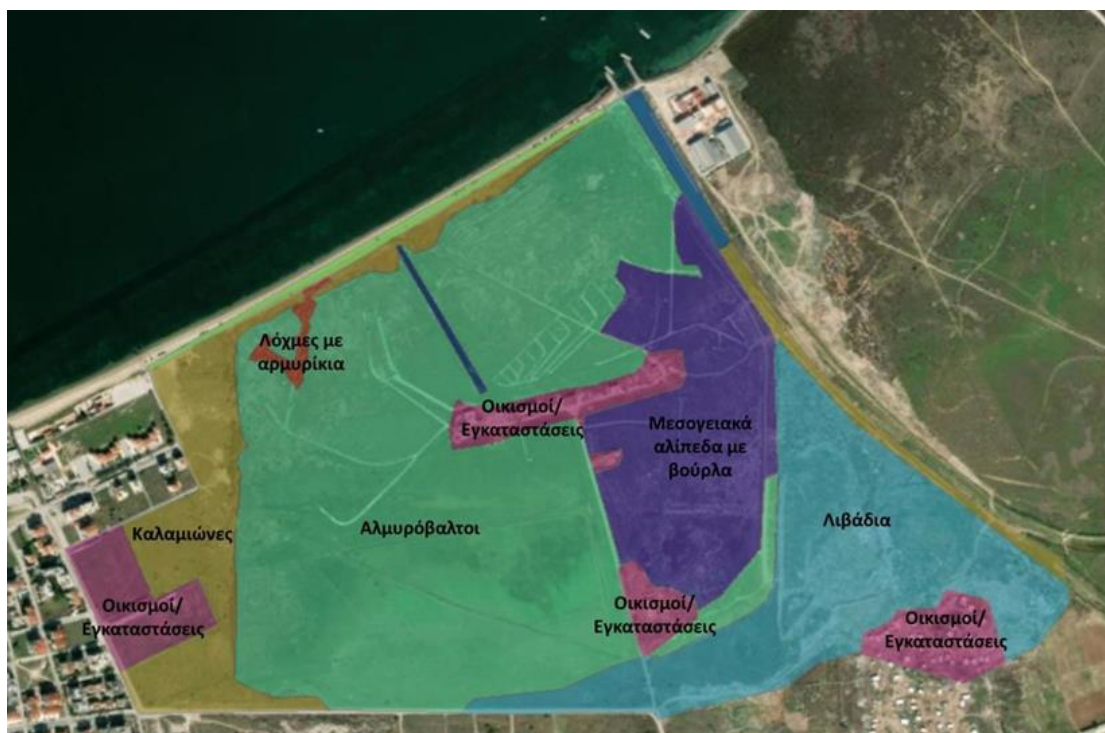 Λόχμες με
αρμυρίκια
Οικισμοί/
Εγκαταστάσεις
Μεσογειακά
αλίπεδα με
βούρλα
Καλαμιώνες
Αλμυρόβαλτοι
Λιβάδια
Οικισμοί/
Εγκαταστάσεις
Οικισμοί/
Εγκαταστάσεις
Οικισμοί/
Εγκαταστάσεις